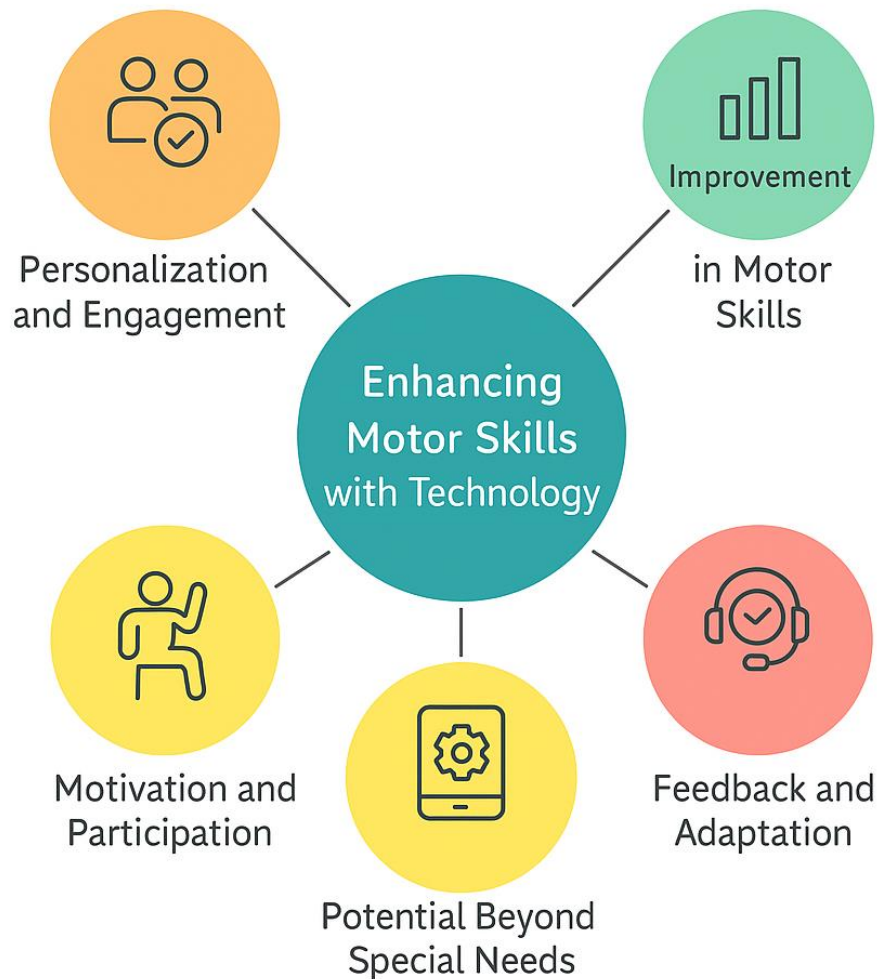 Personalization
and Engagement
Improvement
in Motor
Skills
Enhancing
Motor Skills
with Technology
Motivation and
Participation
Potential Beyond
Special Needs
Feedback and
Adaptation